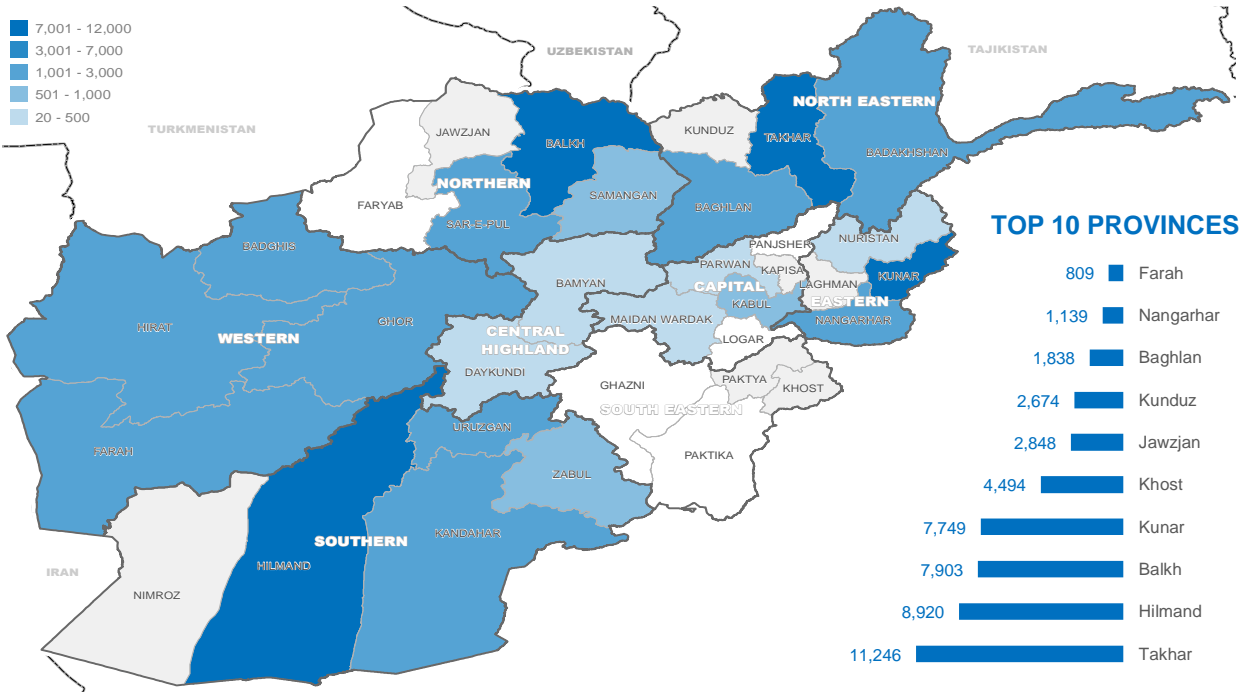 7,001 - 12,000
3,001 - 7,000
1,001 - 3,000
501 - 1,000
20 - 500
UZBEKISTAN
TAJIKISTAN
TURKMENISTAN
IRAN
NORTH EASTERN
JAWZJAN
BALKH
KUNDUZ
TAKHAR
BADAKHSHAN
NORTHERN
FARYAB
SAMANGAN
SAR-E-PUL
BAGHLAN
BADGHIS
PANJSHER
NURISTAN
PARWAN
KAPISA
KUNAR
BAMYAN
CAPITAL
LAGHMAN
EASTERN
KABUL
HIRAT
GHOR
WESTERN
MAIDAN WARDAK
NANGARHAR
CENTRAL
HIGHLAND
LOGAR
DAYKUNDI
GHAZNI
PAKTYA
KHOST
SOUTH EASTERN
URUZGAN
FARAH
PAKTIKA
ZABUL
KANDAHAR
SOUTHERN
HILMAND
NIMROZ
TOP 10 PROVINCES
809 Farah
1,139 Nangarhar
1,838 Baghlan
2,674 Kunduz
2,848 Jawzjan
4,494 Khost
7,749 Kunar
7,903 Balkh
8,920 Hilmand
11,246 Takhar